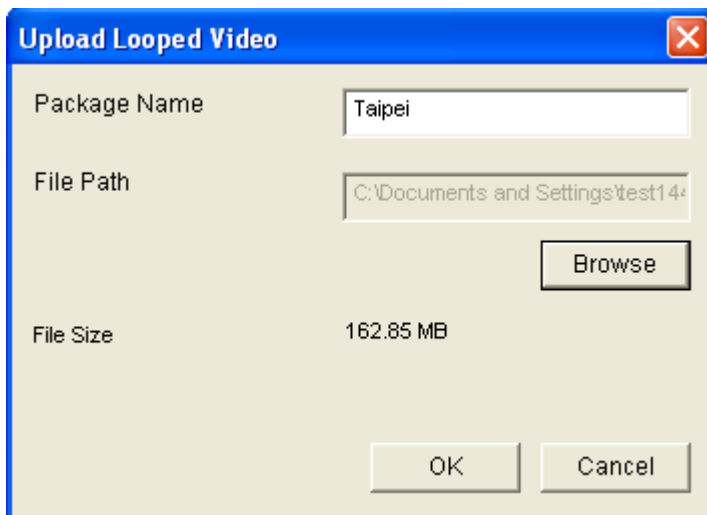 Upload Looped Video
Package Name
Taipei
File Path
C:\Documents and Settings\test144
Browse
File Size
162.85 MB
OK
Cancel